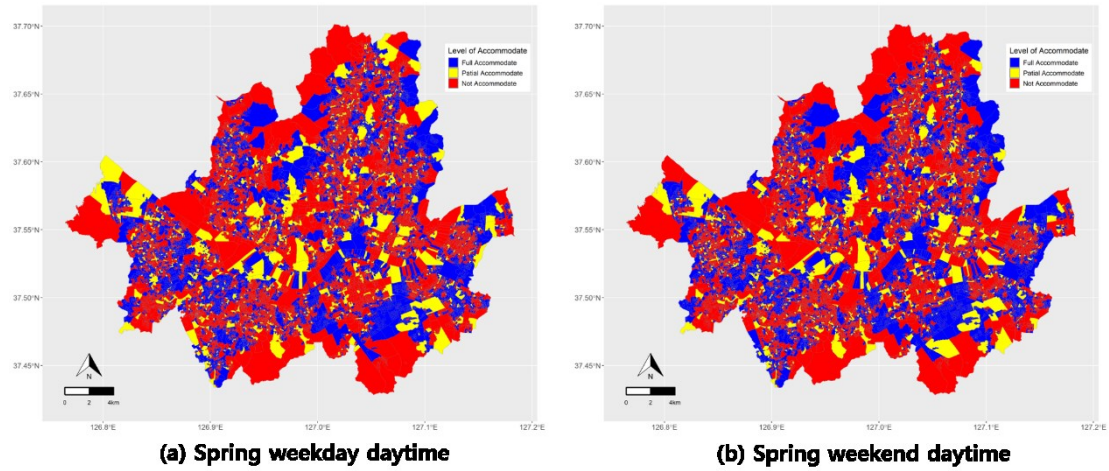 37.70°N
37.65°N
37.60°N
37.55°N
37.50°N
37.45°N
126.8°E
126.9°E
127.0°E
127.1°E
127.2°E
Level of Accommodate
Full Accommodate
Patial Accommodate
Not Accommodate
N
0 2 4km
(a) Spring weekday daytime
37.70°N
37.65°N
37.60°N
37.55°N
37.50°N
37.45°N
126.8°E
126.9°E
127.0°E
127.1°E
127.2°E
Level of Accommodate
Full Accommodate
Patial Accommodate
Not Accommodate
N
0 2 4km
(b) Spring weekend daytime